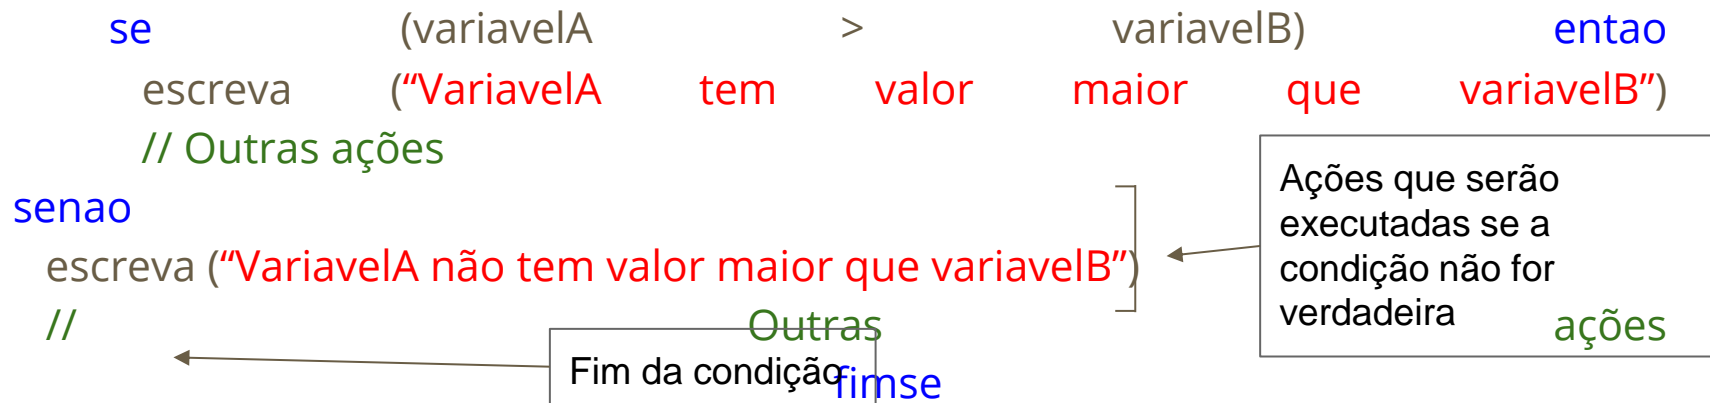 se (variavelA > variavelB) entao
escreva (“VariavelA tem valor maior que variavelB”)
// Outras ações
senao
escreva (“VariavelA não tem valor maior que variavelB”)
// Outras ações
fimse
Ações que serão
executadas se a
condição não for
verdadeira
Fim da condição